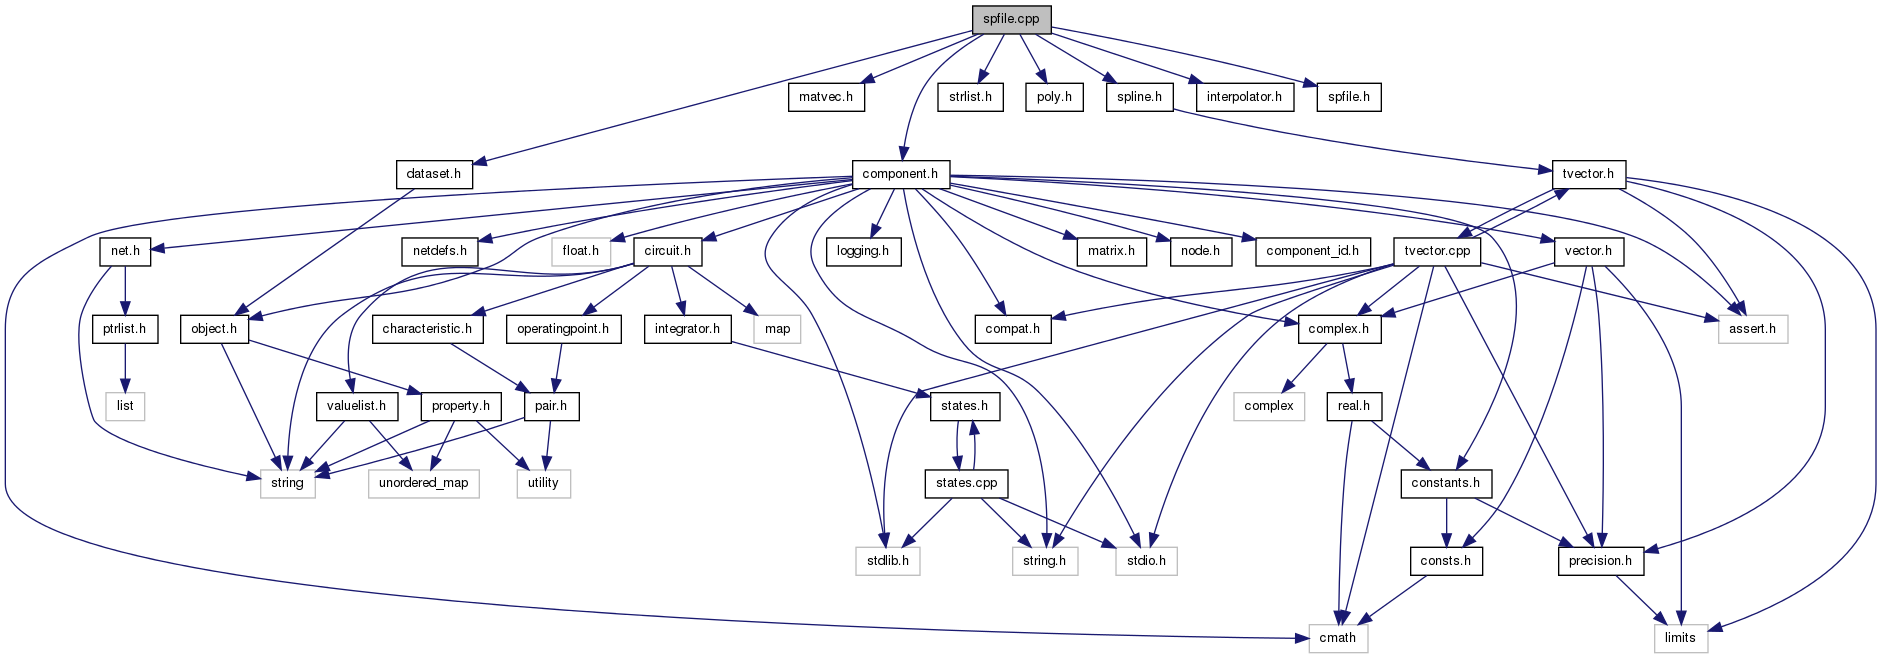 spfile.cpp
matvec.h
strlist.h
poly.h
spline.h
interpolator.h
spfile.h
dataset.h
component.h
tvector.h
net.h
netdefs.h
float.h
circuit.h
logging.h
matrix.h
node.h
component_id.h
tvector.cpp
vector.h
ptrlist.h
object.h
characteristic.h
operatingpoint.h
integrator.h
map
compat.h
complex.h
assert.h
list
valuelist.h
property.h
pair.h
states.h
complex
real.h
string
unordered_map
utility
states.cpp
constants.h
stdlib.h
string.h
stdio.h
consts.h
precision.h
cmath
limits